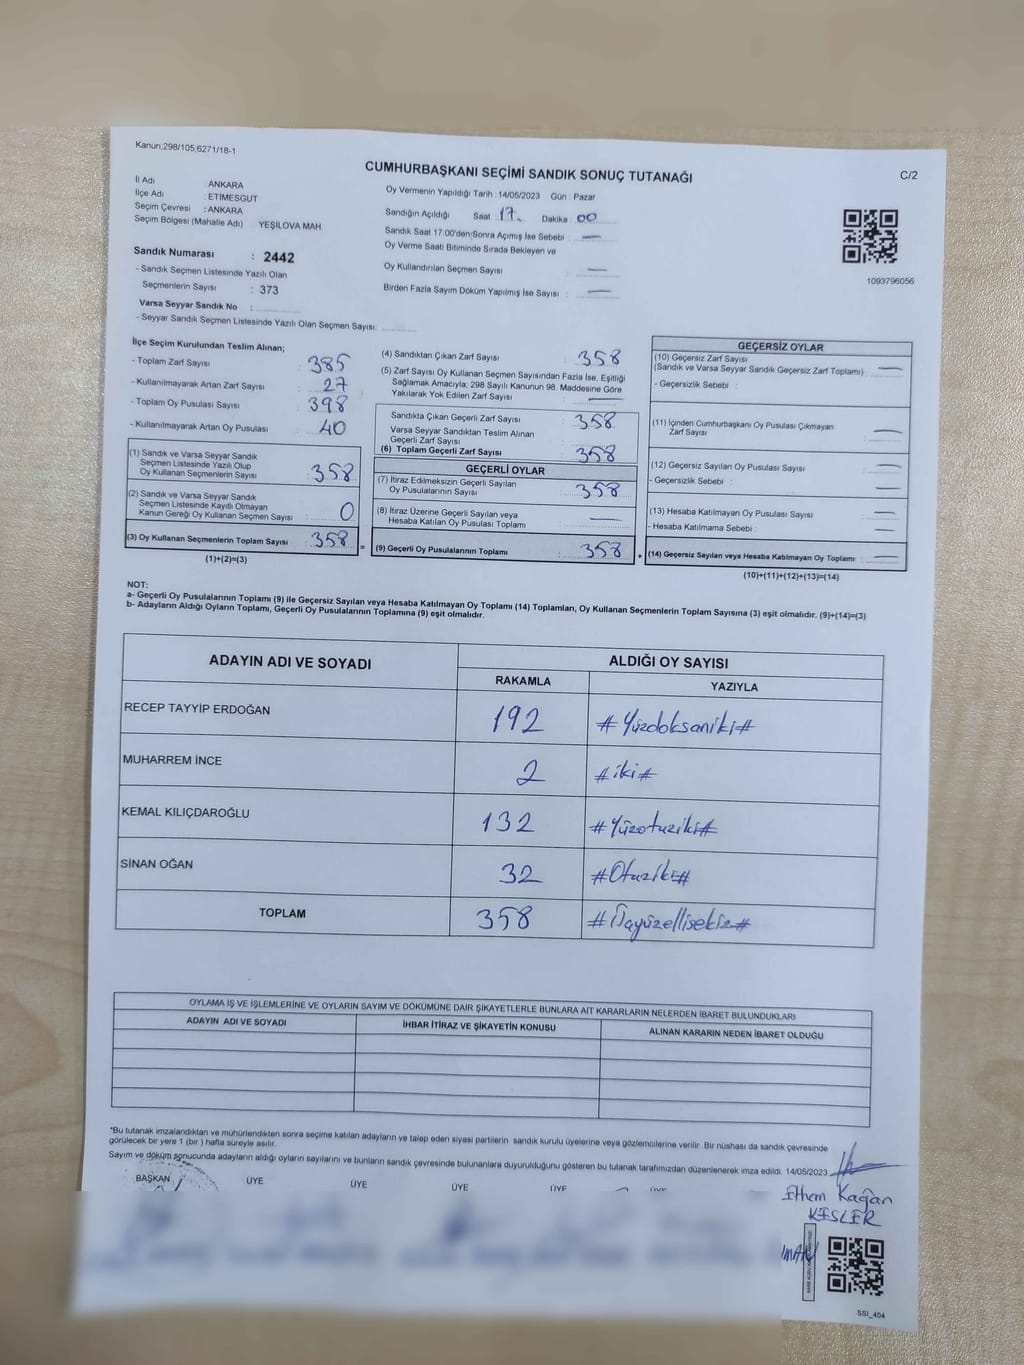 Kanun:298/105,6271/18-1
CUMHURBAŞKANI SEÇİMİ SANDIK SONUÇ TUTANAĞI
C/2
İl Adı : ANKARA
İlçe Adı : ETİMESGUT
Seçim Çevresi : ANKARA
Seçim Bölgesi (Mahalle Adı) YEŞİLOVA MAH
Oy Vermenin Yapıldığı Tarih : 14/05/2023 Gün : Pazar
Sandığın Açıldığı Saat 17. Dakika 00
Sandık Saat 17:00'den Sonra Açımış İse Sebebi : —
Oy Verme Saati Bitiminde Sırada Bekleyen ve
Oy Kullandırılan Seçmen Sayısı : —
Birden Fazla Sayım Döküm Yapılmış İse Sayısı : —
1093796056
Sandık Numarası : 2442
- Sandık Seçmen Listesinde Yazılı Olan
Seçmenlerin Sayısı : 373
Varsa Seyyar Sandık No :
- Seyyar Sandık Seçmen Listesinde Yazılı Olan Seçmen Sayısı:
İlçe Seçim Kurulundan Teslim Alınan;
- Toplam Zarf Sayısı : 385
- Kullanılmayarak Artan Zarf Sayısı : 27
- Toplam Oy Pusulası Sayısı : 398
- Kullanılmayarak Artan Oy Pusulası : 40
(1) Sandık ve Varsa Seyyar Sandık
Seçmen Listesinde Yazılı Olup
Oy Kullanan Seçmenlerin Sayısı : 358
(2) Sandık ve Varsa Seyyar Sandık
Seçmen Listesinde Kayıtlı Olmayan
Kanun Gereği Oy Kullanan Seçmen Sayısı : 0
(3) Oy Kullanan Seçmenlerin Toplam Sayısı : 358
(1)+(2)=(3)
(4) Sandıktan Çıkan Zarf Sayısı : 358
(5) Zarf Sayısı Oy Kullanan Seçmen Sayısından Fazla İse, Eşitliği
Sağlamak Amacıyla; 298 Sayılı Kanunun 98. Maddesine Göre
Yakılarak Yok Edilen Zarf Sayısı : —
Sandıkta Çıkan Geçerli Zarf Sayısı : 358
Varsa Seyyar Sandıktan Teslim Alınan
Geçerli Zarf Sayısı :
(6) Toplam Geçerli Zarf Sayısı : 358
GEÇERLİ OYLAR
(7) İtiraz Edilmeksizin Geçerli Sayılan
Oy Pusulalarının Sayısı : 358
(8) İtiraz Üzerine Geçerli Sayılan veya
Hesaba Katılan Oy Pusulası Toplamı : —
= (9) Geçerli Oy Pusulalarının Toplamı : 358
GEÇERSİZ OYLAR
(10) Geçersiz Zarf Sayısı
(Sandık ve Varsa Seyyar Sandık Geçersiz Zarf Toplamı) : —
- Geçersizlik Sebebi :
(11) İçinden Cumhurbaşkanı Oy Pusulası Çıkmayan
Zarf Sayısı : —
(12) Geçersiz Sayılan Oy Pusulası Sayısı : —
- Geçersizlik Sebebi : —
(13) Hesaba Katılmayan Oy Pusulası Sayısı : —
- Hesaba Katılmama Sebebi : —
+ (14) Geçersiz Sayılan veya Hesaba Katılmayan Oy Toplamı : —
(10)+(11)+(12)+(13)=(14)
NOT:
a- Geçerli Oy Pusulalarının Toplamı (9) ile Geçersiz Sayılan veya Hesaba Katılmayan Oy Toplamı (14) Toplamları, Oy Kullanan Seçmenlerin Toplam Sayısına (3) eşit olmalıdır. (9)+(14)=(3)
b- Adayların Aldığı Oyların Toplamı, Geçerli Oy Pusulalarının Toplamına (9) eşit olmalıdır.
ADAYIN ADI VE SOYADI
ALDIĞI OY SAYISI
RAKAMLA YAZIYLA
RECEP TAYYİP ERDOĞAN 192 #Yüzdoksaniki#
MUHARREM İNCE 2 #iki#
KEMAL KILIÇDAROĞLU 132 #Yüzotuziki#
SİNAN OĞAN 32 #Otuziki#
TOPLAM 358 #Üçyüzellisekiz#
OYLAMA İŞ VE İŞLEMLERİNE VE OYLARIN SAYIM VE DÖKÜMÜNE DAİR ŞİKAYETLERLE BUNLARA AİT KARARLARIN NELERDEN İBARET BULUNDUKLARI
ADAYIN ADI VE SOYADI İHBAR İTİRAZ VE ŞİKAYETİN KONUSU ALINAN KARARIN NEDEN İBARET OLDUĞU
*Bu tutanak imzalandıktan ve mühürlendikten sonra seçime katılan adayların ve talep eden siyasi partilerin sandık kurulu üyelerine veya gözlemcilerine verilir. Bir nüshası da sandık çevresinde
görülecek bir yere 1 (bir) hafta süreyle asılır.
Sayım ve döküm sonucunda adayların aldığı oyların sayılarını ve bunların sandık çevresinde bulunanlara duyurulduğunu gösteren bu tutanak tarafımızdan düzenlenerek imza edildi. 14/05/2023
BAŞKAN ÜYE ÜYE ÜYE ÜYE ÜYE
Ethem Kağan
KESLER
SSI_404